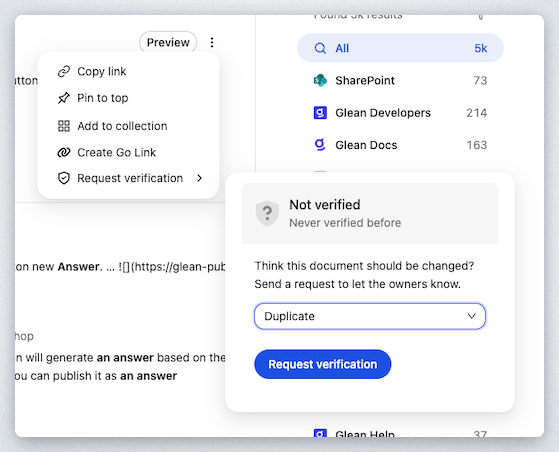 Found 5k results
Preview
All 5k
Copy link
utton
Pin to top
SharePoint 73
Add to collection
Glean Developers 214
Create Go Link
Glean Docs 163
Request verification
Not verified
Never verified before
on new Answer. ... ![](https://glean-pub
Think this document should be changed?
Send a request to let the owners know.
Duplicate
hop
n will generate an answer based on the
ou can publish it as an answer
Request verification
Glean Help 37